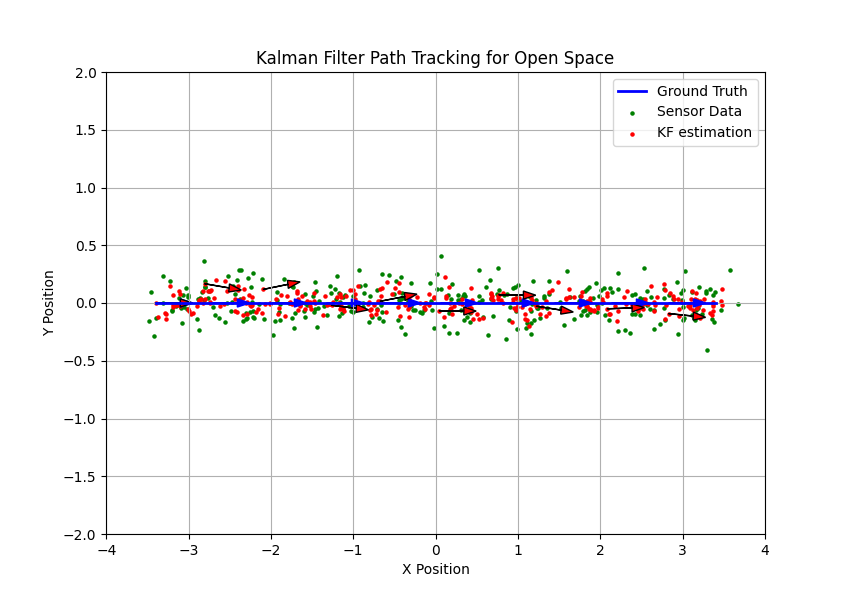 Kalman Filter Path Tracking for Open Space
Ground Truth
Sensor Data
KF estimation
2.0
1.5
1.0
0.5
0.0
−0.5
−1.0
−1.5
−2.0
Y Position
−4 −3 −2 −1 0 1 2 3 4
X Position